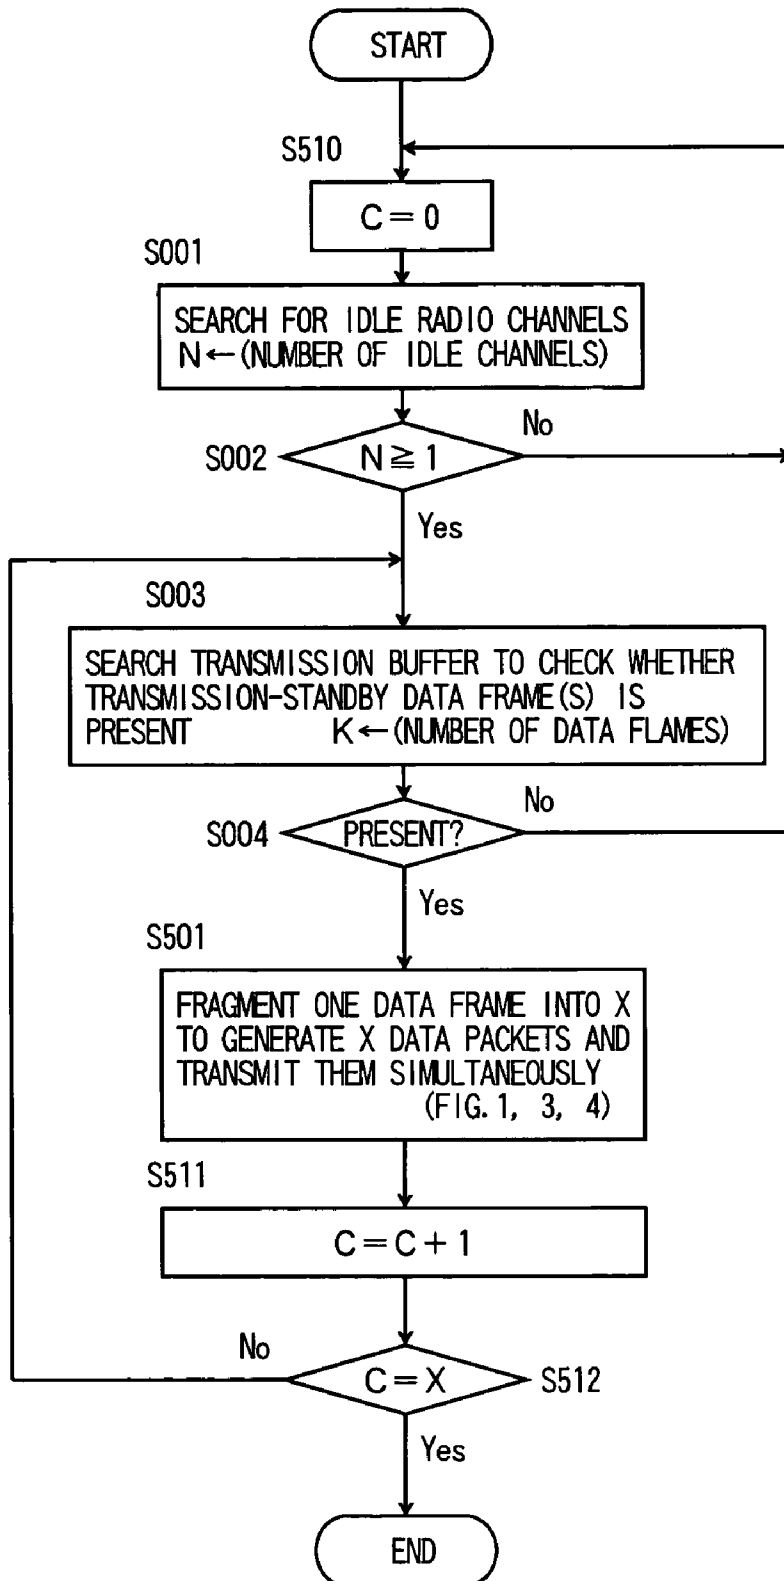 START
S510
C = 0
S001
SEARCH FOR IDLE RADIO CHANNELS
N←(NUMBER OF IDLE CHANNELS)
No
S002
N ≧ 1
Yes
S003
SEARCH TRANSMISSION BUFFER TO CHECK WHETHER
TRANSMISSION-STANDBY DATA FRAME(S) IS
PRESENT K←(NUMBER OF DATA FLAMES)
No
S004
PRESENT?
Yes
S501
FRAGMENT ONE DATA FRAME INTO X
TO GENERATE X DATA PACKETS AND
TRANSMIT THEM SIMULTANEOUSLY
(FIG. 1, 3, 4)
S511
C = C + 1
No
C = X
S512
Yes
END